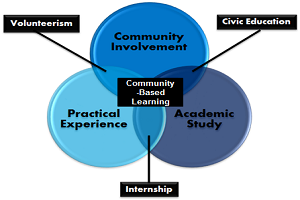 Volunteerism
Civic Education
Community
Involvement
Community
-Based
Learning
Practical
Experience
Academic
Study
Internship